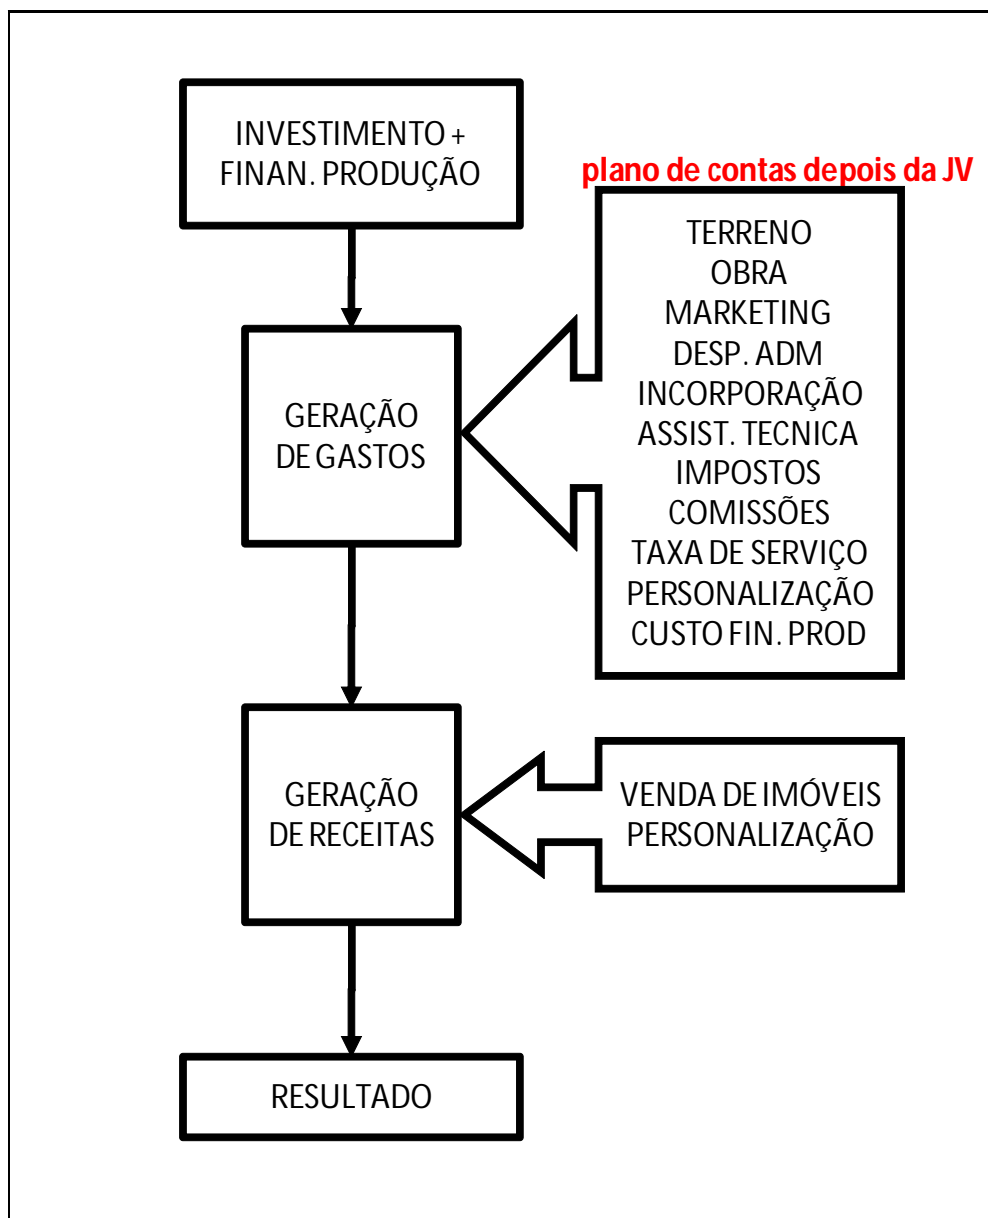 INVESTIMENTO +
FINAN. PRODUÇÃO
plano de contas depois da JV
TERRENO
OBRA
MARKETING
DESP. ADM
INCORPORAÇÃO
ASSIST. TECNICA
IMPOSTOS
COMISSÕES
TAXA DE SERVIÇO
PERSONALIZAÇÃO
CUSTO FIN. PROD
GERAÇÃO
DE GASTOS
GERAÇÃO
DE RECEITAS
VENDA DE IMÓVEIS
PERSONALIZAÇÃO
RESULTADO